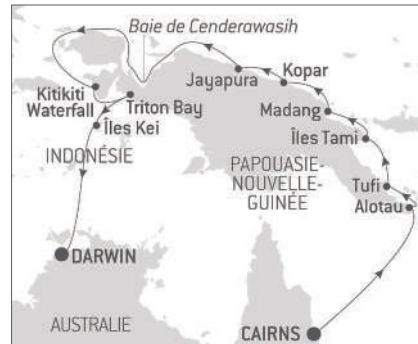 Baie de Cenderawasih
Jayapura
Kopar
Kitikiti
Waterfall
Triton Bay
Madang
Îles Kei
Îles Tami
INDONÉSIE
PAPOUASIE-
NOUVELLE-
GUINÉE
Tufi
Alotau
DARWIN
AUSTRALIE
CAIRNS